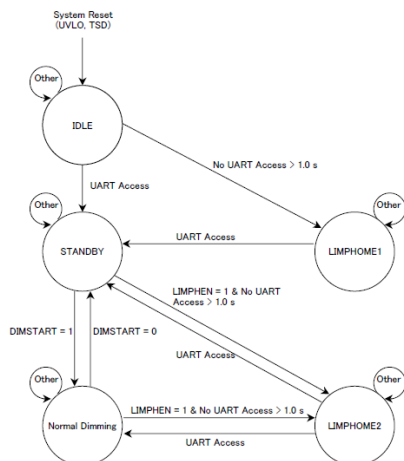 System Reset
(UVLO, TSD)
Other
IDLE
No UART Access > 1.0 s
UART Access
Other
Other
UART Access
STANDBY
LIMPHOME1
LIMPHEN = 1 & No UART
Access > 1.0 s
DIMSTART = 1
DIMSTART = 0
UART Access
Other
Other
LIMPHEN = 1 & No UART Access > 1.0 s
Normal Dimming
LIMPHOME2
UART Access